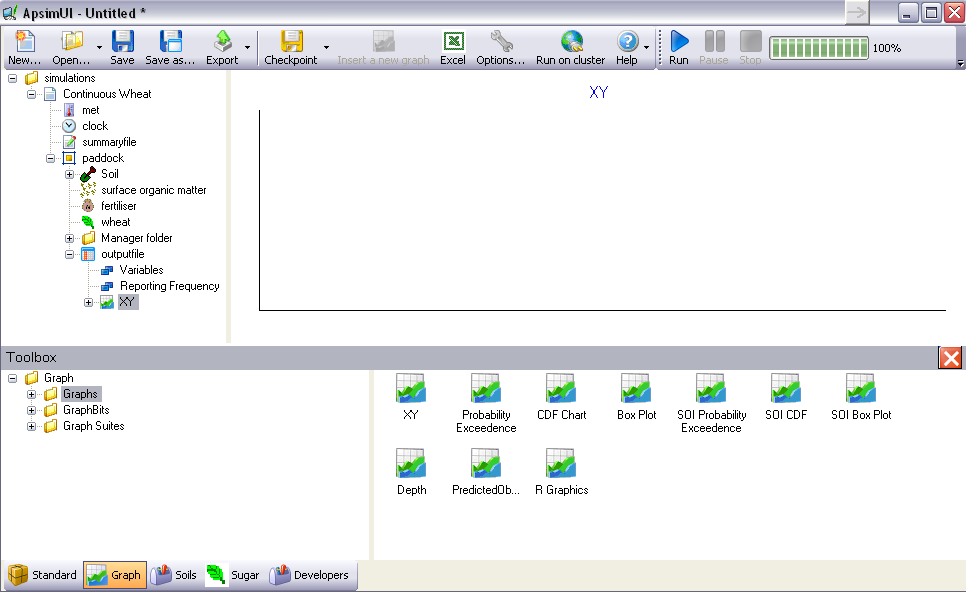 ApsimUI - Untitled *
New... Open... Save Save as... Export Checkpoint Insert a new graph Excel Options... Run on cluster Help Run Pause Stop 100%
simulations
Continuous Wheat
met
clock
summaryfile
paddock
Soil
surface organic matter
fertiliser
wheat
Manager folder
outputfile
Variables
Reporting Frequency
XY
XY
Toolbox
Graph
Graphs
GraphBits
Graph Suites
XY Probability Exceedence CDF Chart Box Plot SOI Probability Exceedence SOI CDF SOI Box Plot
Depth PredictedOb... R Graphics
Standard Graph Soils Sugar Developers